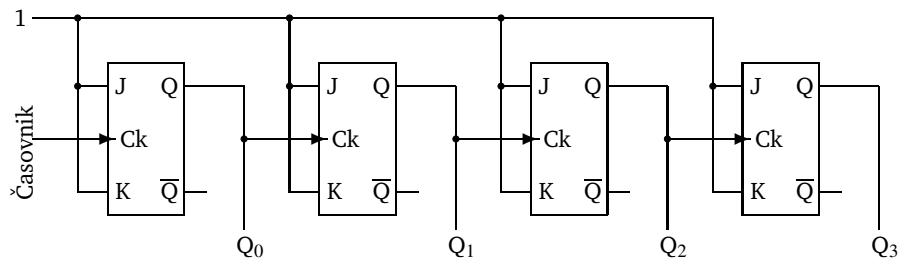 1
Časovnik
J Q J Q J Q J Q
Ck Ck Ck Ck
K Q̅ K Q̅ K Q̅ K Q̅
Q₀ Q₁ Q₂ Q₃